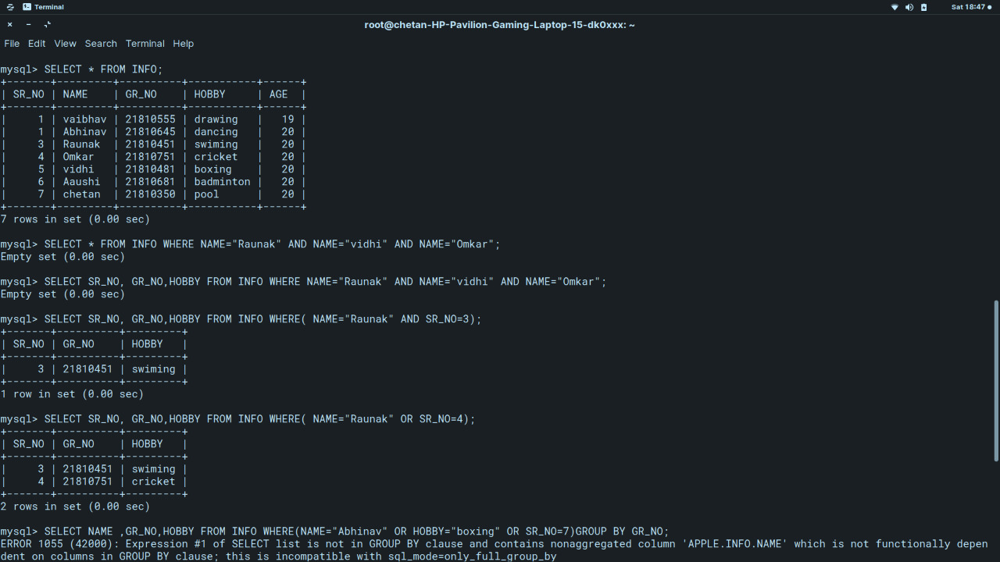 Terminal
Sat 18:47
root@chetan-HP-Pavilion-Gaming-Laptop-15-dk0xxx: ~
File Edit View Search Terminal Help
mysql> SELECT * FROM INFO;
+-------+---------+----------+-----------+------+
| SR_NO | NAME    | GR_NO    | HOBBY     | AGE  |
+-------+---------+----------+-----------+------+
|     1 | vaibhav | 21810555 | drawing   |   19 |
|     1 | Abhinav | 21810645 | dancing   |   20 |
|     3 | Raunak  | 21810451 | swiming   |   20 |
|     4 | Omkar   | 21810751 | cricket   |   20 |
|     5 | vidhi   | 21810481 | boxing    |   20 |
|     6 | Aaushi  | 21810681 | badminton |   20 |
|     7 | chetan  | 21810350 | pool      |   20 |
+-------+---------+----------+-----------+------+
7 rows in set (0.00 sec)
mysql> SELECT * FROM INFO WHERE NAME="Raunak" AND NAME="vidhi" AND NAME="Omkar";
Empty set (0.00 sec)
mysql> SELECT SR_NO, GR_NO,HOBBY FROM INFO WHERE NAME="Raunak" AND NAME="vidhi" AND NAME="Omkar";
Empty set (0.00 sec)
mysql> SELECT SR_NO, GR_NO,HOBBY FROM INFO WHERE( NAME="Raunak" AND SR_NO=3);
+-------+----------+---------+
| SR_NO | GR_NO    | HOBBY   |
+-------+----------+---------+
|     3 | 21810451 | swiming |
+-------+----------+---------+
1 row in set (0.00 sec)
mysql> SELECT SR_NO, GR_NO,HOBBY FROM INFO WHERE( NAME="Raunak" OR SR_NO=4);
+-------+----------+---------+
| SR_NO | GR_NO    | HOBBY   |
+-------+----------+---------+
|     3 | 21810451 | swiming |
|     4 | 21810751 | cricket |
+-------+----------+---------+
2 rows in set (0.00 sec)
mysql> SELECT NAME ,GR_NO,HOBBY FROM INFO WHERE(NAME="Abhinav" OR HOBBY="boxing" OR SR_NO=7)GROUP BY GR_NO;
ERROR 1055 (42000): Expression #1 of SELECT list is not in GROUP BY clause and contains nonaggregated column 'APPLE.INFO.NAME' which is not functionally depen
dent on columns in GROUP BY clause; this is incompatible with sql_mode=only_full_group_by